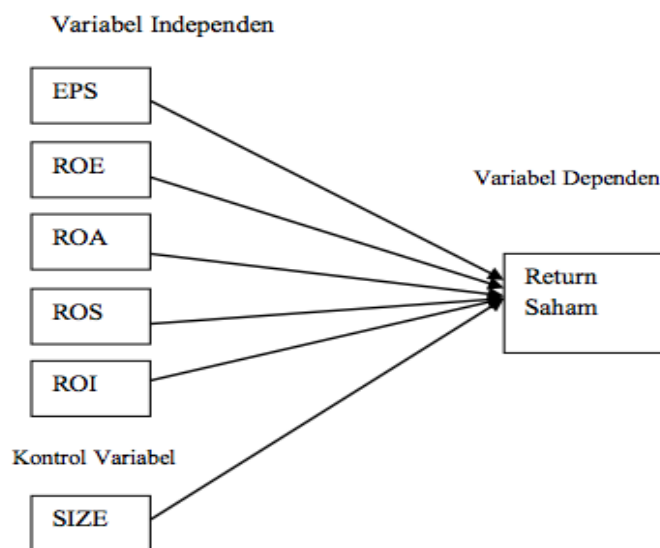 Variabel Independen
EPS
ROE
Variabel Dependen
ROA
Return
Saham
ROS
ROI
Kontrol Variabel
SIZE